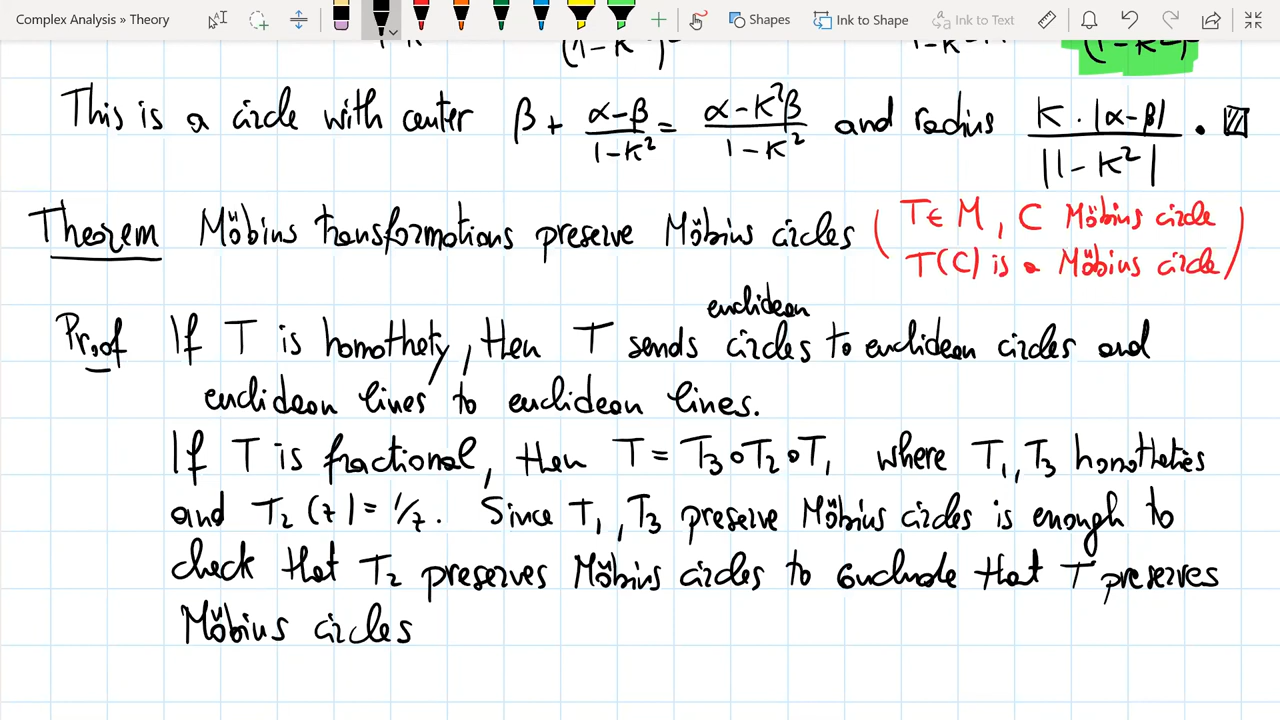 Complex Analysis » Theory
Shapes
Ink to Shape
Ink to Text
This is a circle with center β + (α-β)/(1-K²) = (α-K²β)/(1-K²) and radius K·|α-β|/|1-K²| .
Theorem Möbius transformations preserve Möbius circles (T∈M, C Möbius circle
T(C) is a Möbius circle)
euclidean
Proof If T is homothety, then T sends circles to euclidean circles and
euclidean lines to euclidean lines.
If T is fractional, then T = T₃∘T₂∘T₁ where T₁,T₃ homotheties
and T₂(z)=1/z. Since T₁,T₃ preserve Möbius circles is enough to
check that T₂ preserves Möbius circles to conclude that T preserves
Möbius circles